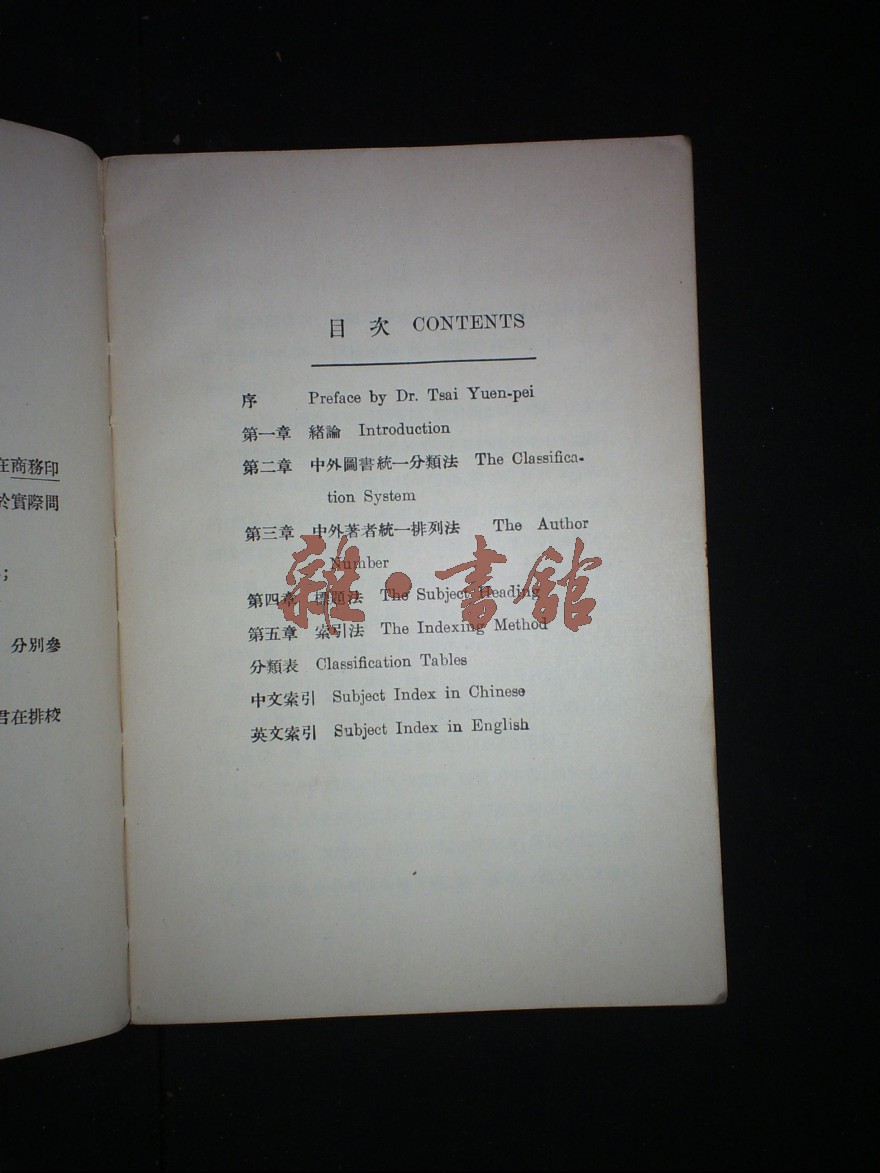 在商務印
於實際問
;
分別參
君在排校
目次 CONTENTS
序 Preface by Dr. Tsai Yuen-pei
第一章 緒論 Introduction
第二章 中外圖書統一分類法 The Classifica-
tion System
第三章 中外著者統一排列法 The Author
Number
第四章 標題法 The Subject Heading
第五章 索引法 The Indexing Method
分類表 Classification Tables
中文索引 Subject Index in Chinese
英文索引 Subject Index in English
雜·書館